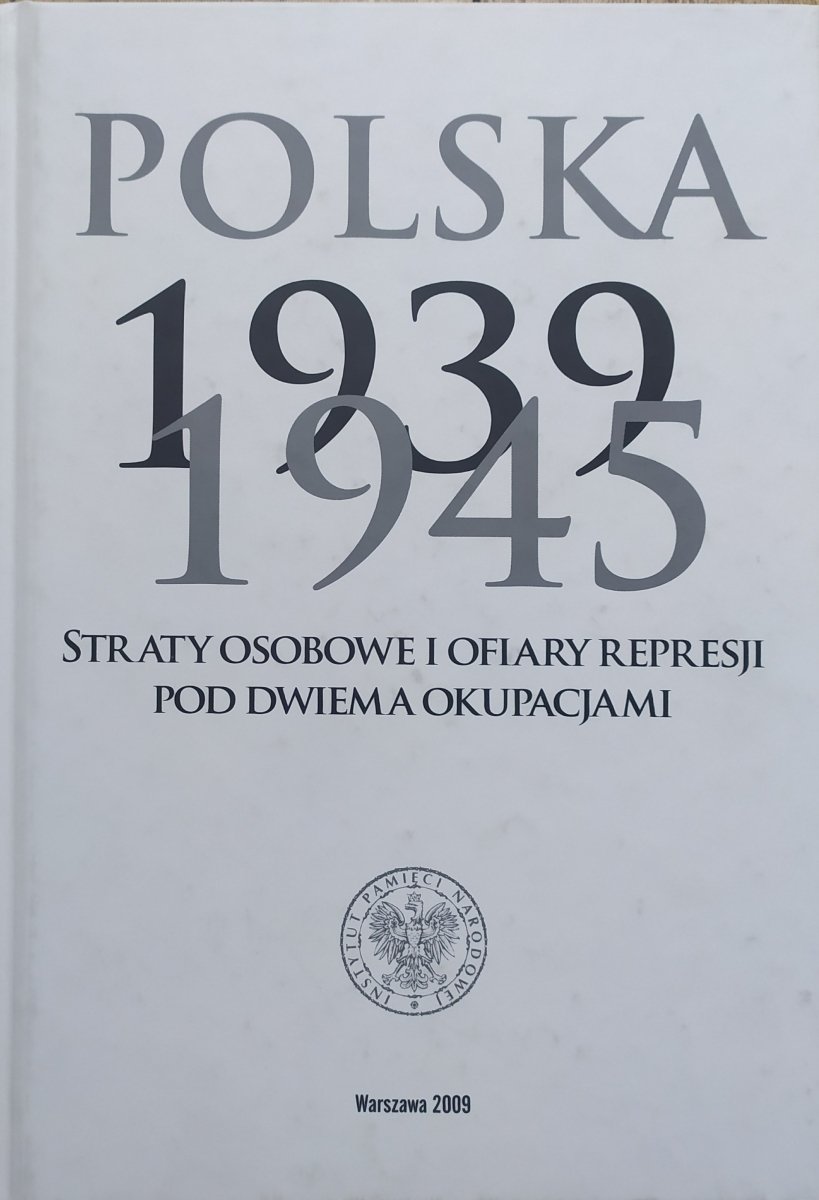 POLSKA
1939
1945
STRATY OSOBOWE I OFIARY REPRESJI
POD DWIEMA OKUPACJAMI
INSTYTUT PAMIĘCI NARODOWEJ
Warszawa 2009